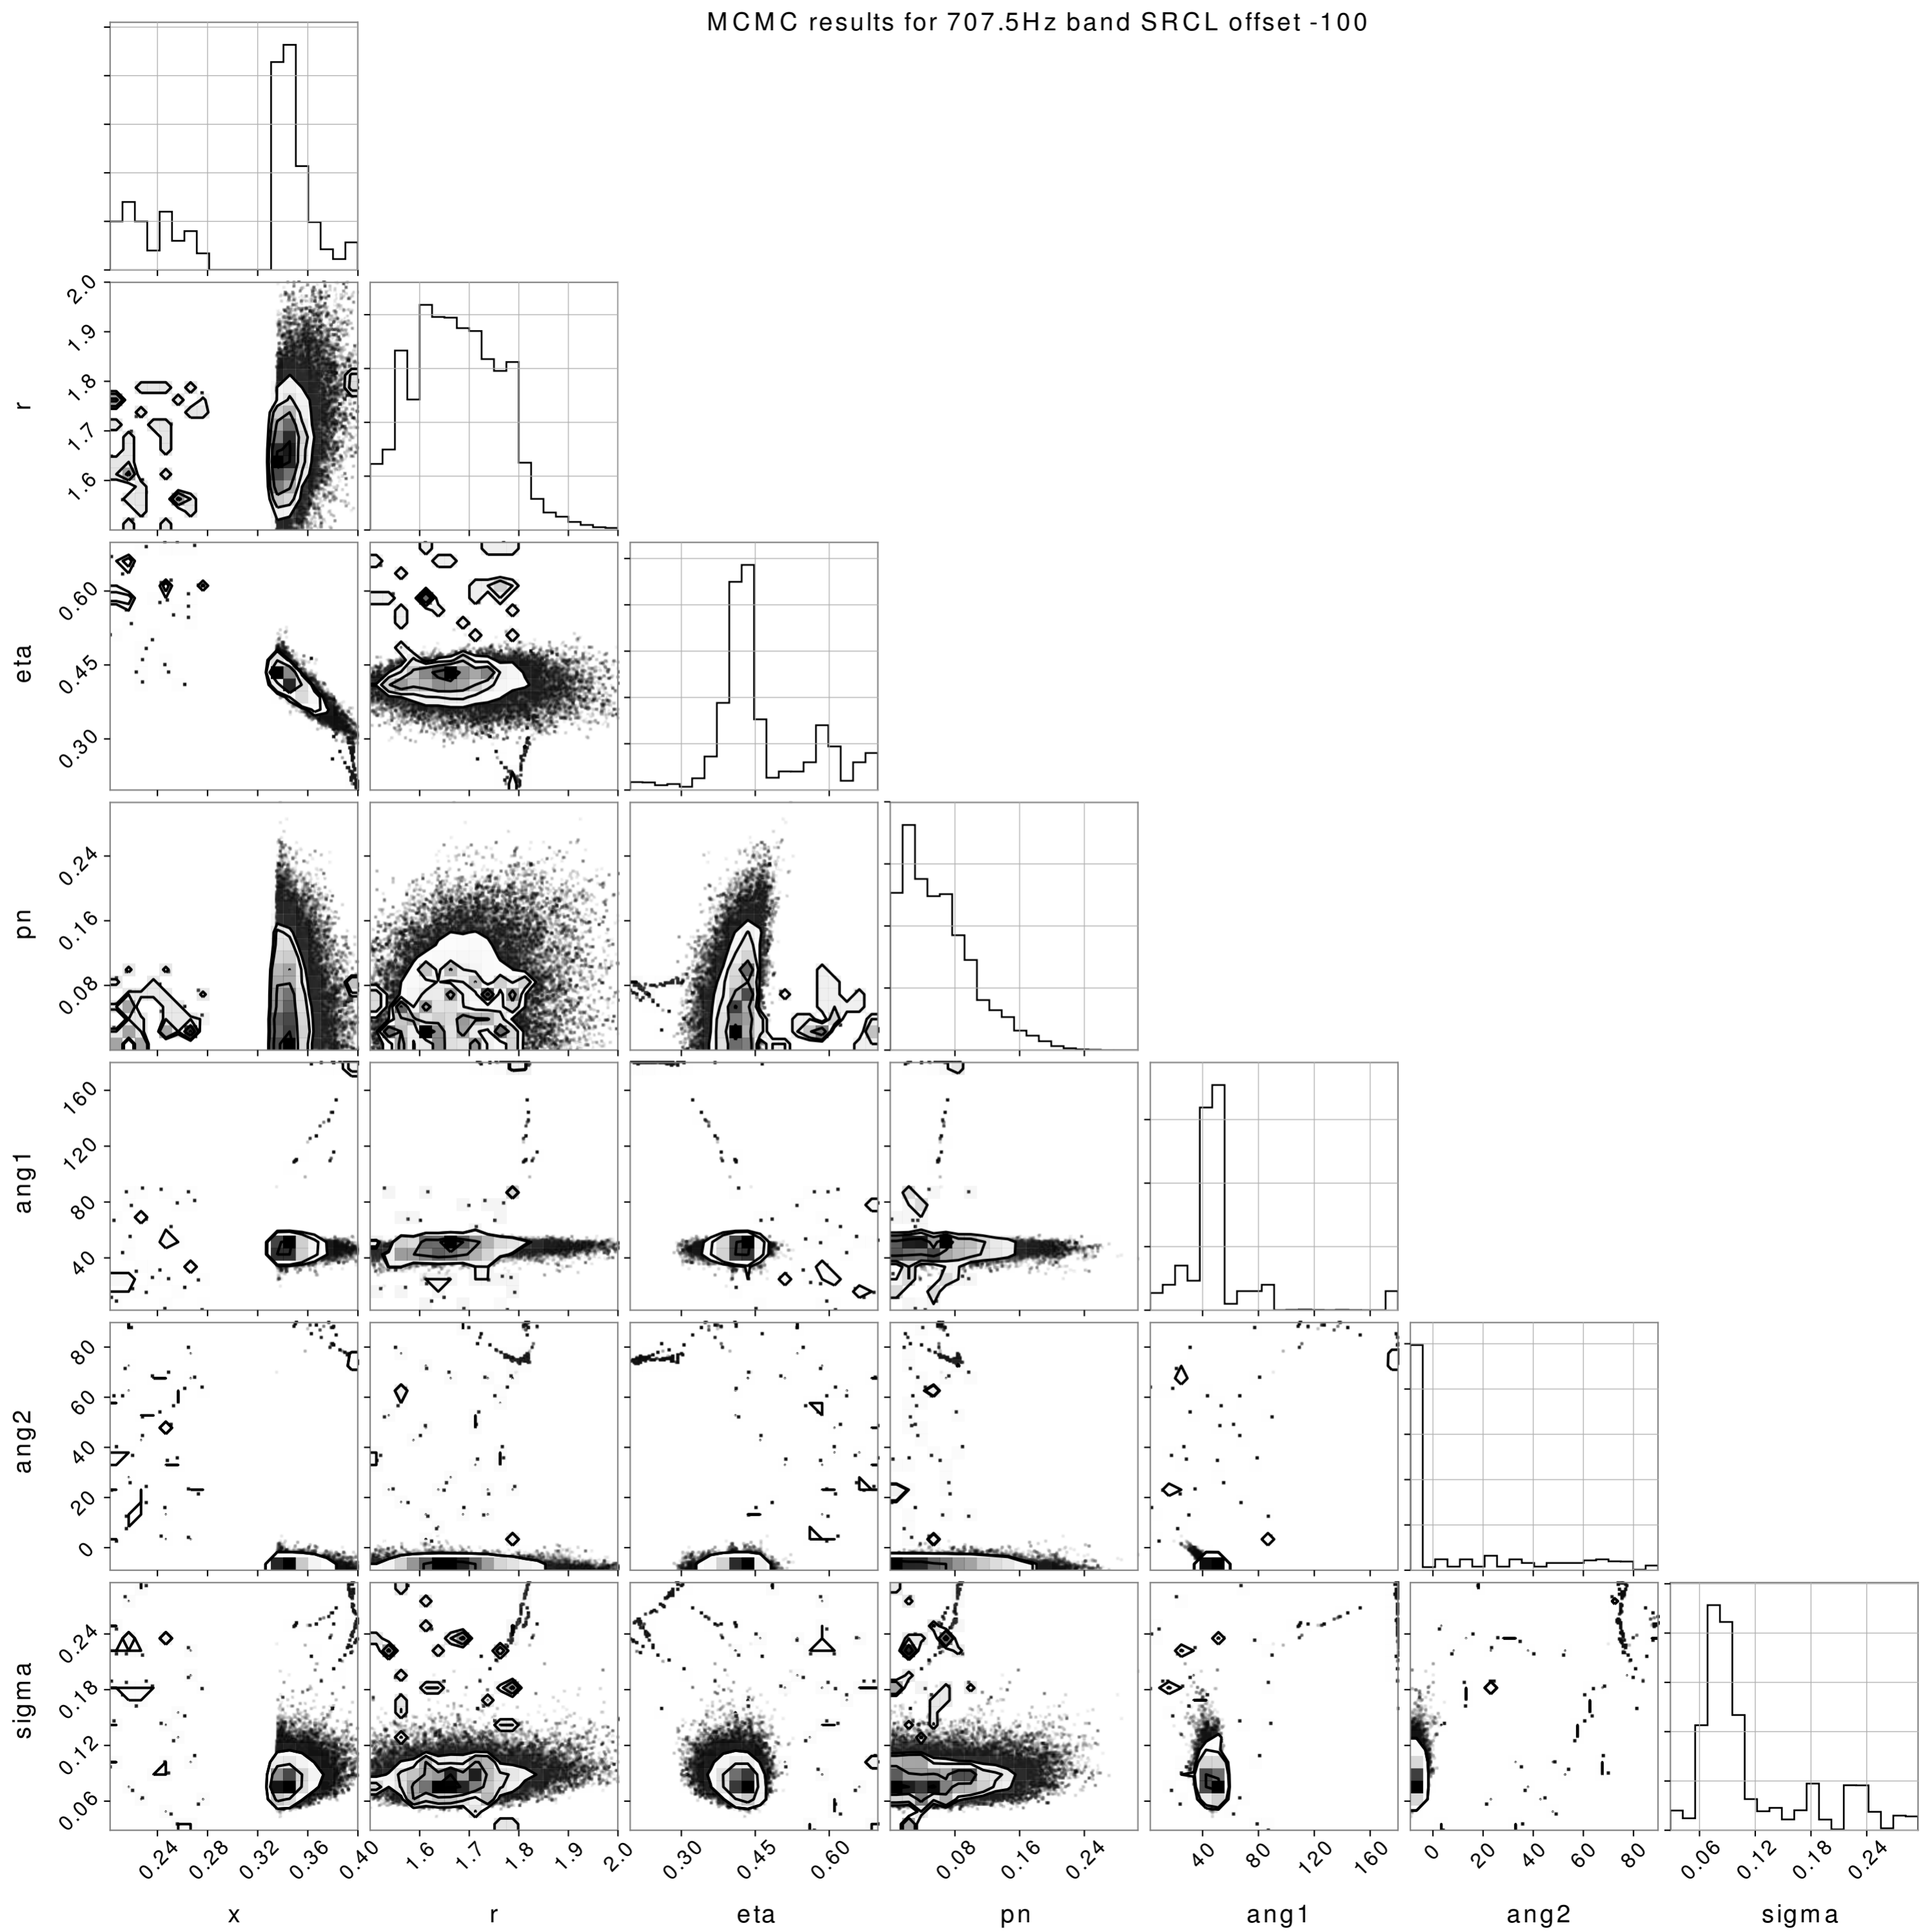 MCMC results for 707.5Hz band SRCL offset -100
2.0
1.9
1.8
1.7
1.6
r
0.60
0.45
0.30
eta
0.24
0.16
0.08
pn
160
120
80
40
ang1
80
60
40
20
0
ang2
0.24
0.18
0.12
0.06
sigma
0.24 0.28 0.32 0.36 0.40 1.6 1.7 1.8 1.9 2.0 0.30 0.45 0.60 0.08 0.16 0.24 40 80 120 160 0 20 40 60 80 0.06 0.12 0.18 0.24
x r eta pn ang1 ang2 sigma